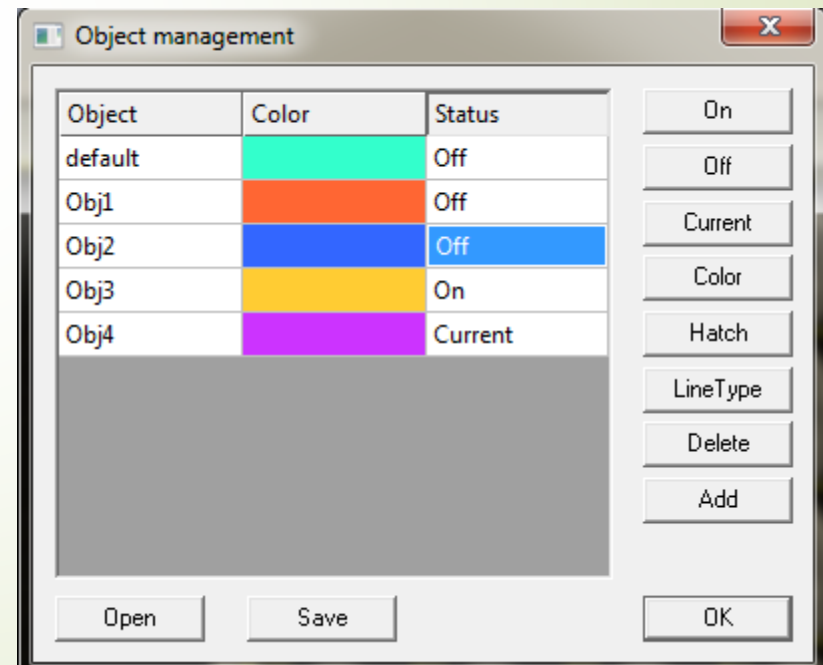 Object management
Object Color Status
default Off
Obj1 Off
Obj2 Off
Obj3 On
Obj4 Current
On
Off
Current
Color
Hatch
LineType
Delete
Add
Open Save OK